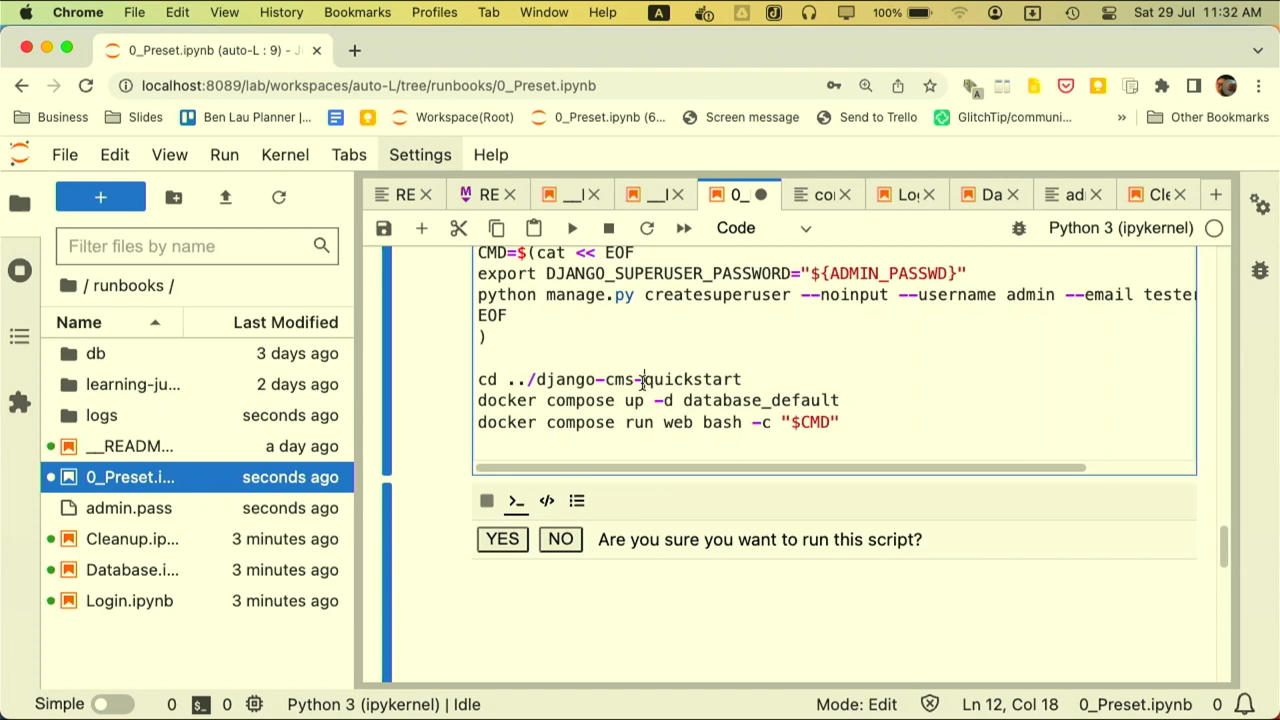 Chrome File Edit View History Bookmarks Profiles Tab Window Help A 100% Sat 29 Jul 11:32 AM
0_Preset.ipynb (auto-L : 9) - J
localhost:8089/lab/workspaces/auto-L/tree/runbooks/0_Preset.ipynb
Business Slides Ben Lau Planner |... Workspace(Root) 0_Preset.ipynb (6... Screen message Send to Trello GlitchTip/communi... » Other Bookmarks
File Edit View Run Kernel Tabs Settings Help
RE RE __I __I 0_ co Lo Da ad Cle
Code Python 3 (ipykernel)
Filter files by name
/ runbooks /
Name Last Modified
db 3 days ago
learning-ju... 2 days ago
logs seconds ago
__READM... a day ago
0_Preset.i... seconds ago
admin.pass seconds ago
Cleanup.ip... 3 minutes ago
Database.i... 3 minutes ago
Login.ipynb 3 minutes ago
CMD=$(cat << EOF
export DJANGO_SUPERUSER_PASSWORD="${ADMIN_PASSWD}"
python manage.py createsuperuser --noinput --username admin --email tester
EOF
)
cd ../django-cms-quickstart
docker compose up -d database_default
docker compose run web bash -c "$CMD"
YES NO Are you sure you want to run this script?
Simple 0 0 Python 3 (ipykernel) | Idle Mode: Edit Ln 12, Col 18 0_Preset.ipynb 0